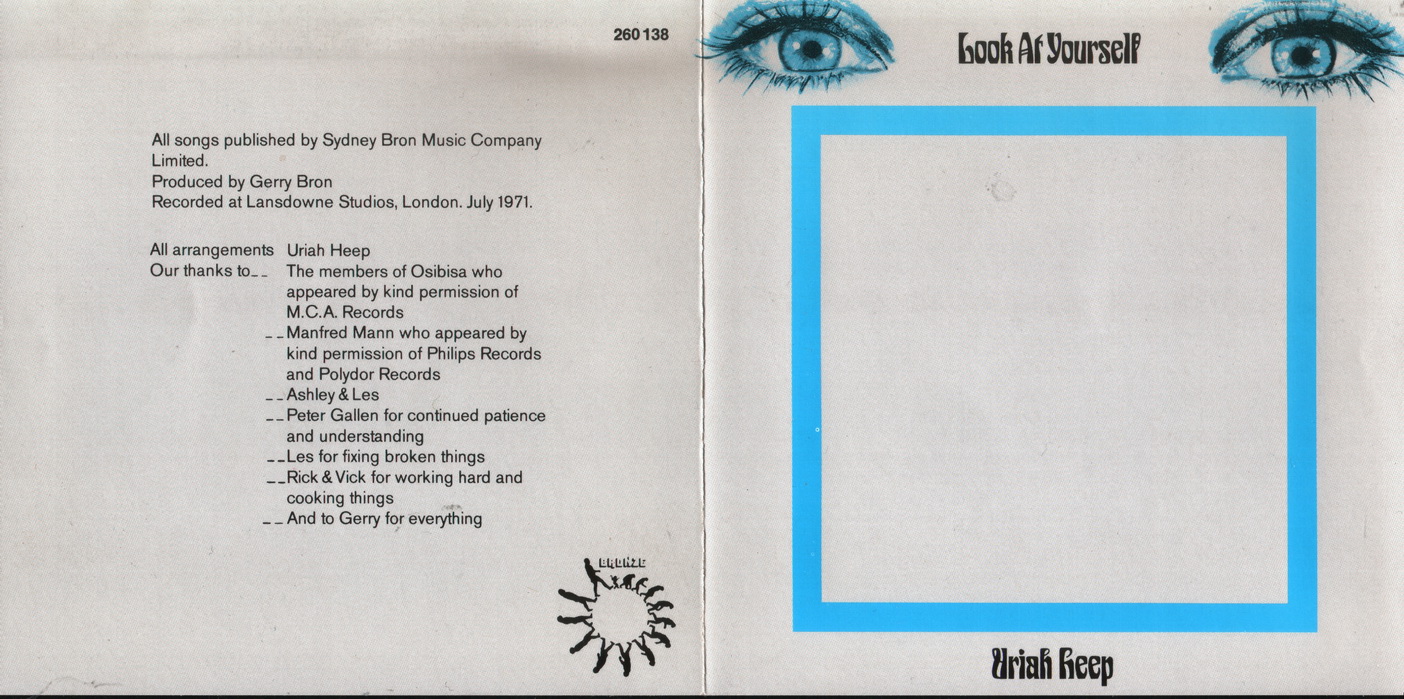 260 138
All songs published by Sydney Bron Music Company
Limited.
Produced by Gerry Bron
Recorded at Lansdowne Studios, London. July 1971.
All arrangements Uriah Heep
Our thanks to__ The members of Osibisa who
appeared by kind permission of
M.C.A. Records
__Manfred Mann who appeared by
kind permission of Philips Records
and Polydor Records
__Ashley & Les
__Peter Gallen for continued patience
and understanding
__Les for fixing broken things
__Rick & Vick for working hard and
cooking things
__And to Gerry for everything
BRONZE
Look At Yourself
Uriah Heep